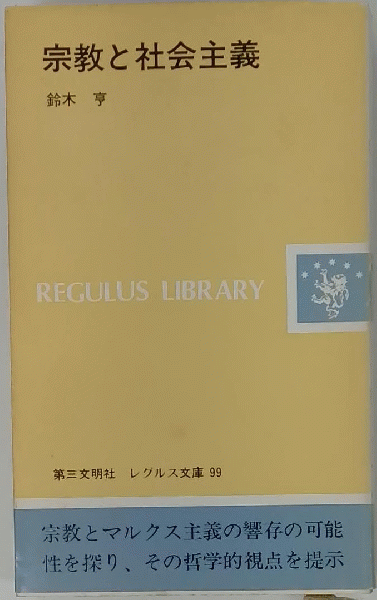 宗教と社会主義
鈴木 亨
REGULUS LIBRARY
第三文明社 レグルス文庫 99
宗教とマルクス主義の響存の可能
性を探り、その哲学的視点を提示